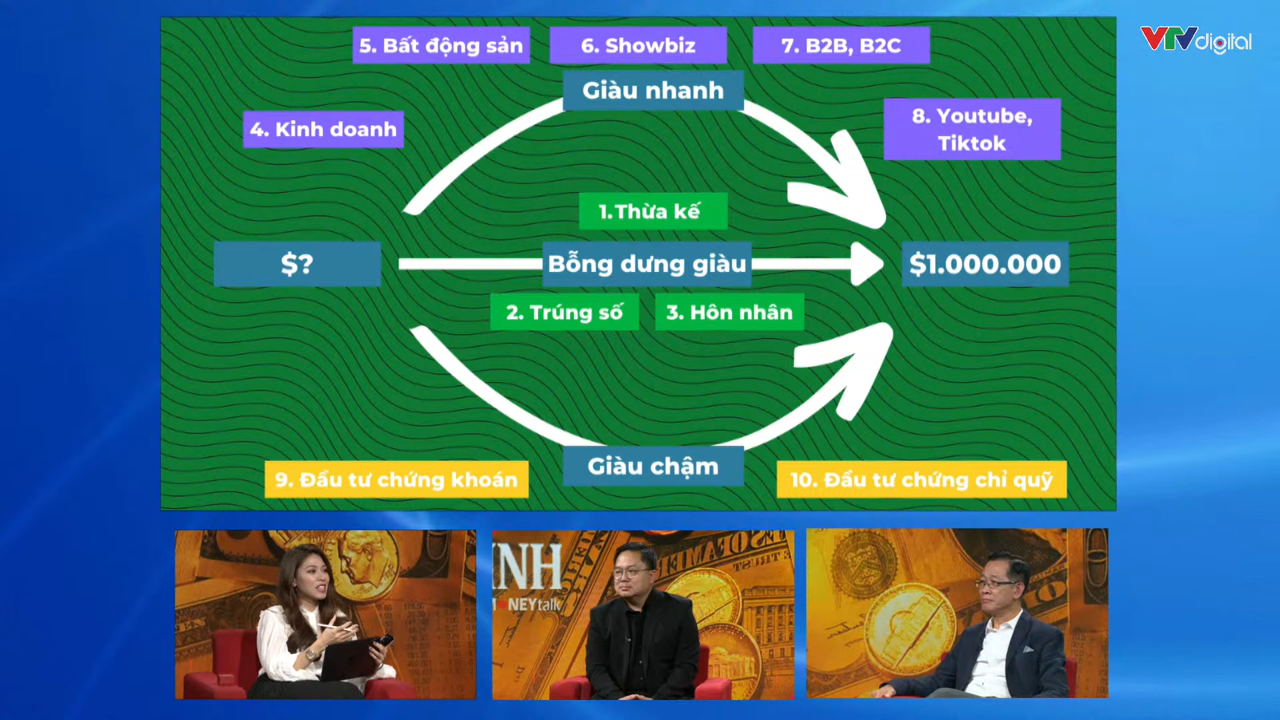 VTVdigital
5. Bất động sản
6. Showbiz
7. B2B, B2C
Giàu nhanh
4. Kinh doanh
8. Youtube,
Tiktok
1.Thừa kế
$?
Bỗng dưng giàu
$1.000.000
2. Trúng số
3. Hôn nhân
Giàu chậm
9. Đầu tư chứng khoán
10. Đầu tư chứng chỉ quỹ
MONEYtalk